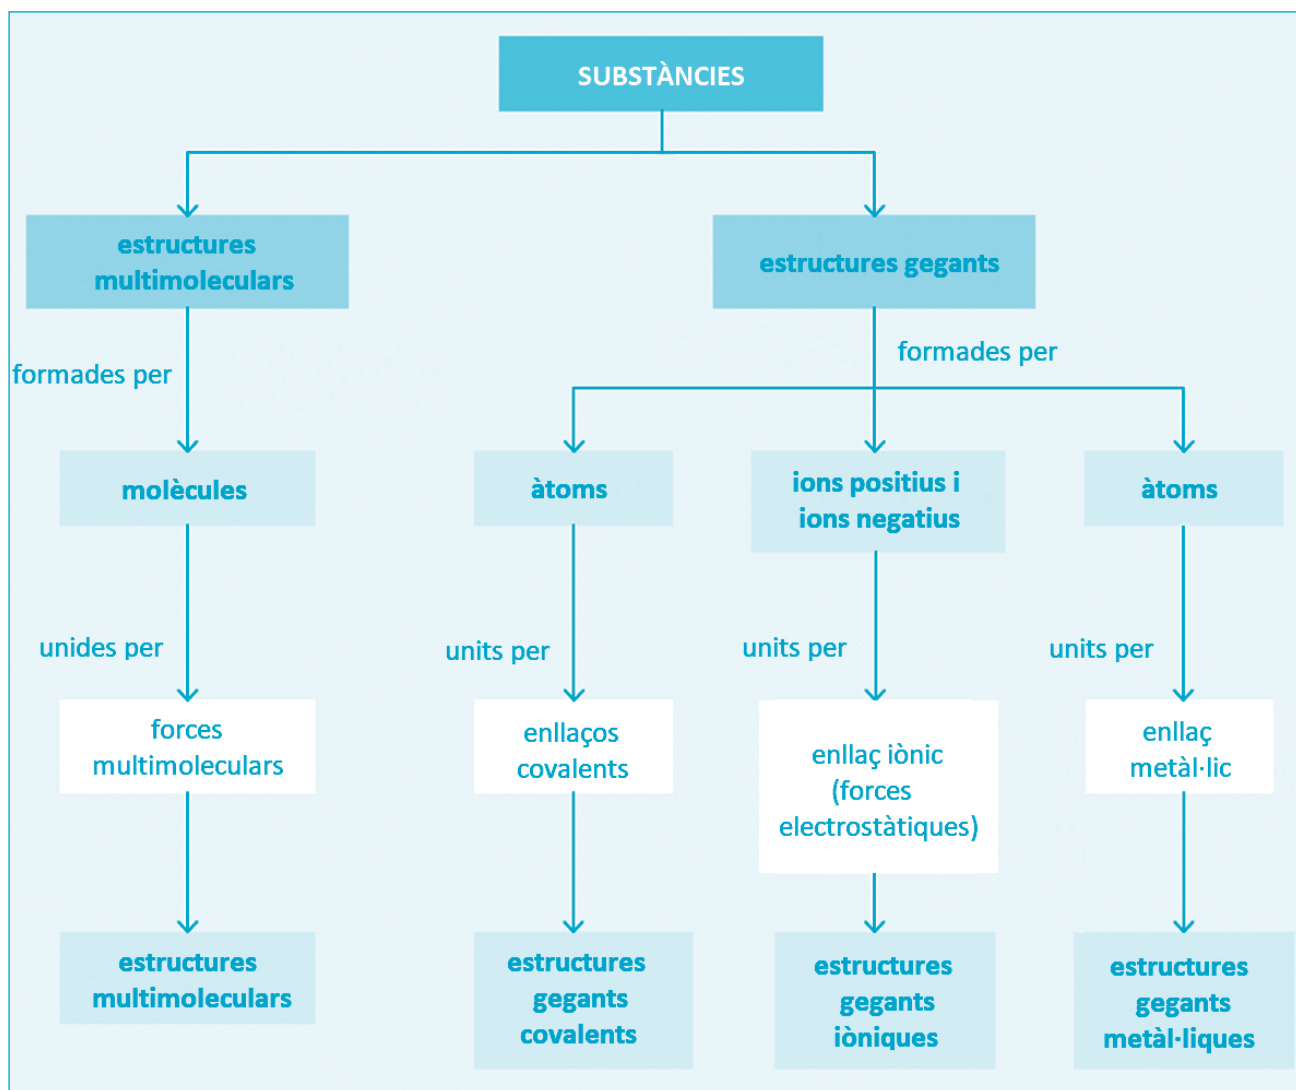 SUBSTÀNCIES
estructures
multimoleculars
estructures gegants
formades per
formades per
molècules
àtoms
ions positius i
ions negatius
àtoms
unides per
units per
units per
units per
forces
multimoleculars
enllaços
covalents
enllaç iònic
(forces
electrostàtiques)
enllaç
metàl·lic
estructures
multimoleculars
estructures
gegants
covalents
estructures
gegants
iòniques
estructures
gegants
metàl·liques